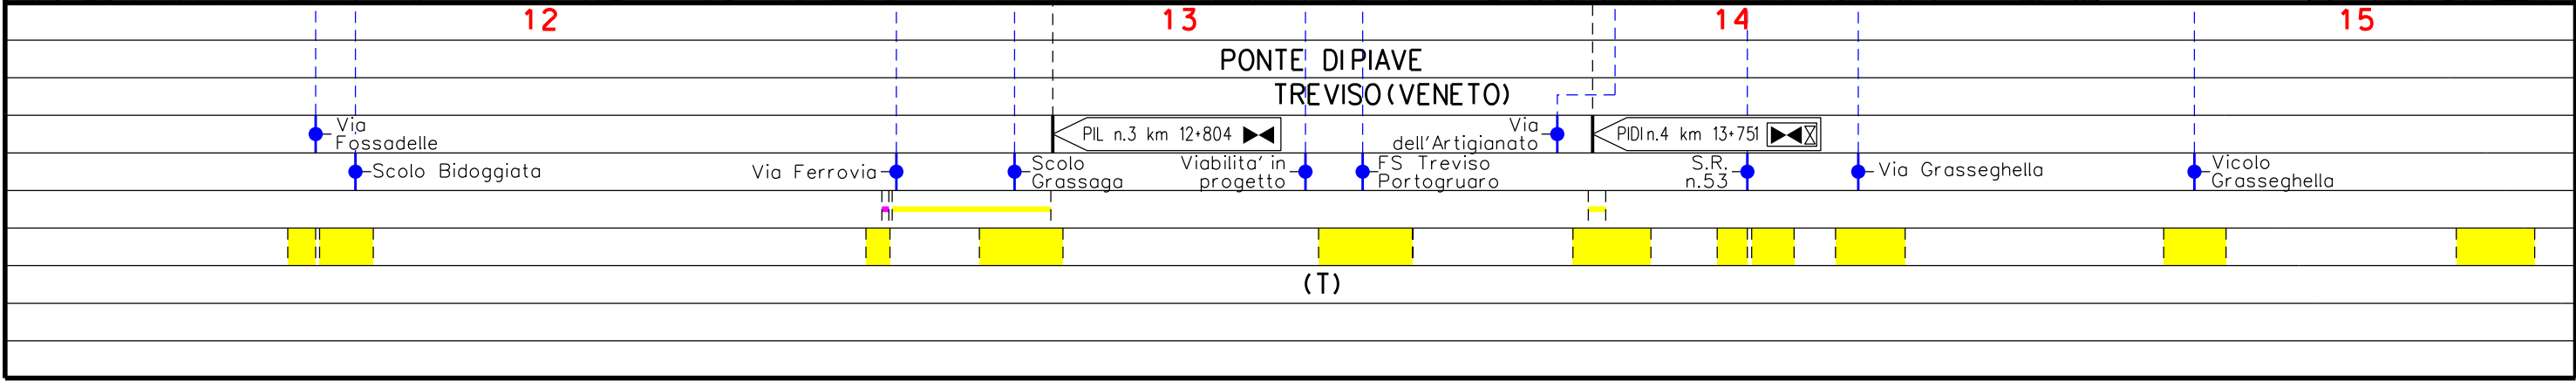 12 13 14 15
PONTE DI PIAVE
TREVISO (VENETO)
Via
Fossadelle
PIL n.3 km 12+804
Via
dell'Artigianato
PIDI n.4 km 13+751
Scolo Bidoggiata
Via Ferrovia
Scolo
Grassaga
Viabilita' in
progetto
FS Treviso
Portogruaro
S.R.
n.53
Via Grasseghella
Vicolo
Grasseghella
(T)